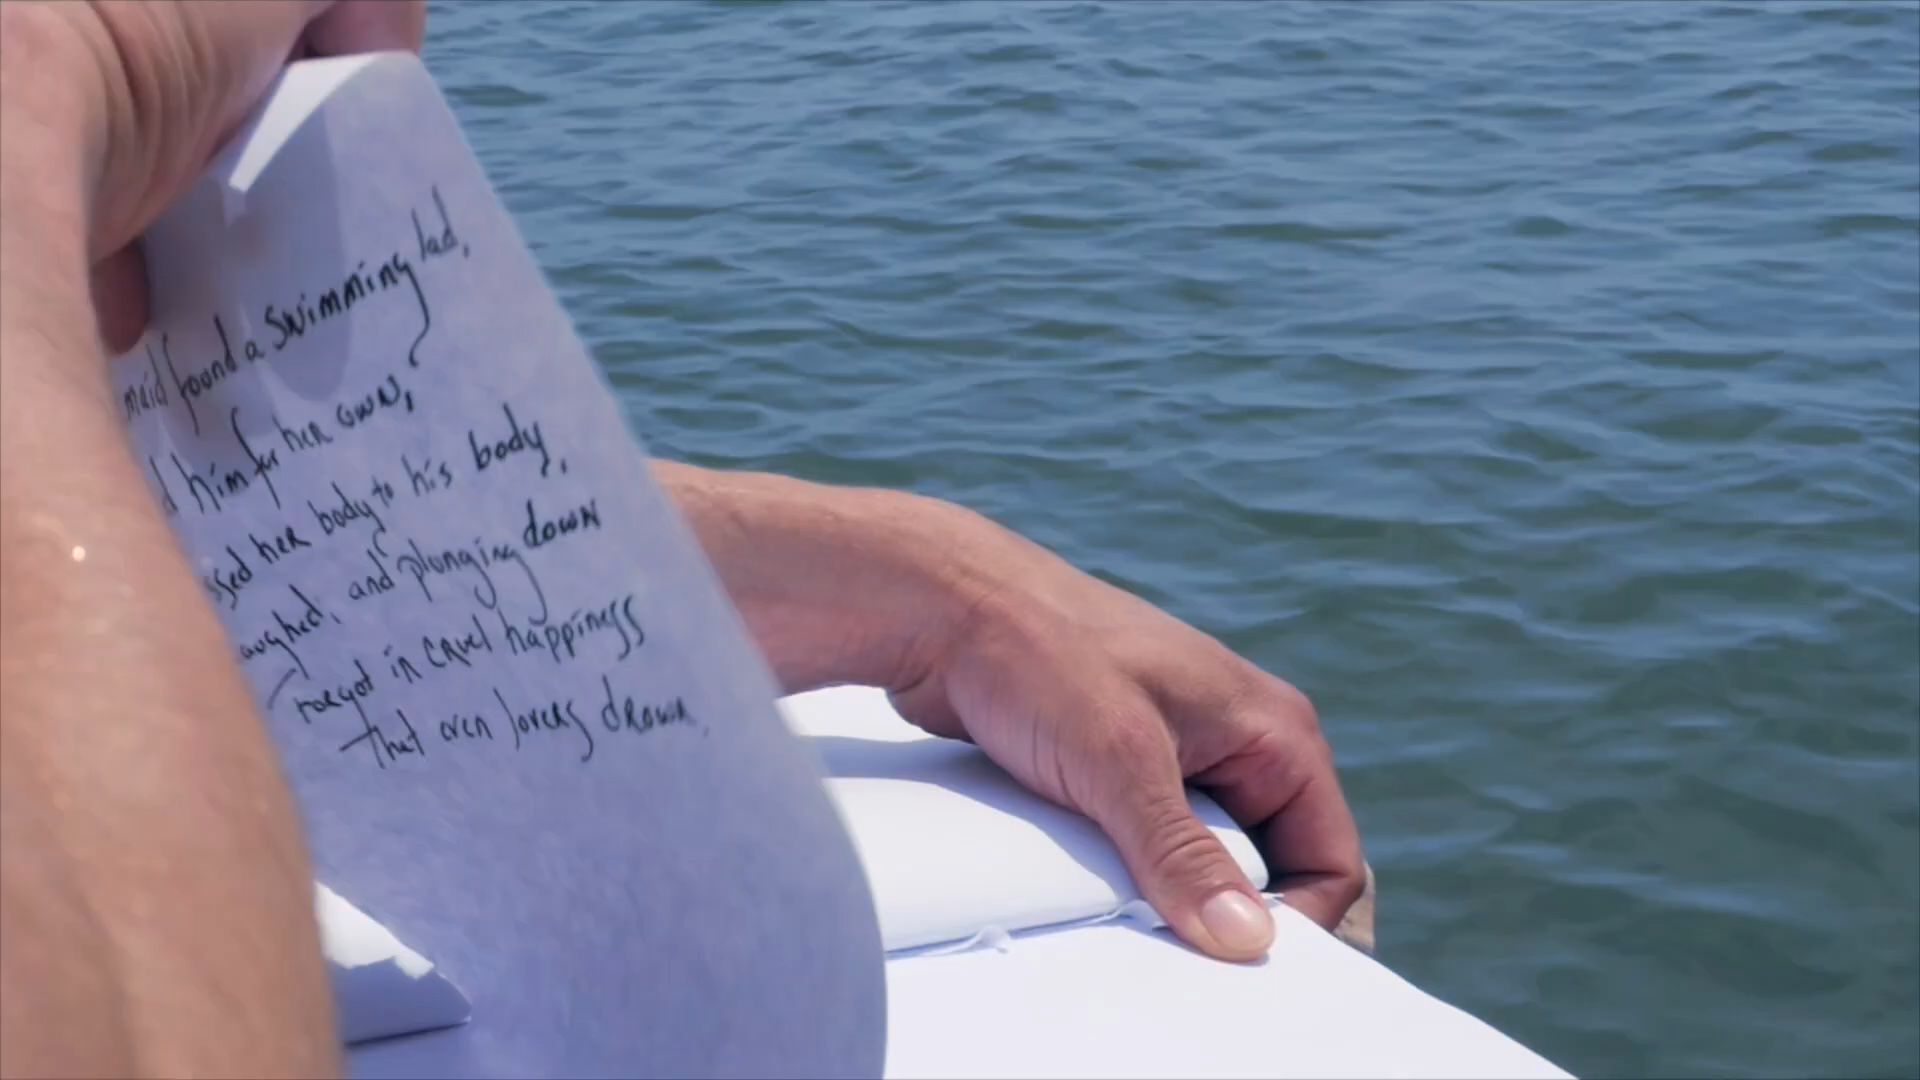 maid found a swimming lad,
him for her own,
her body to his body,
and plunging down
Forgot in cruel happiness
That even lovers drown.